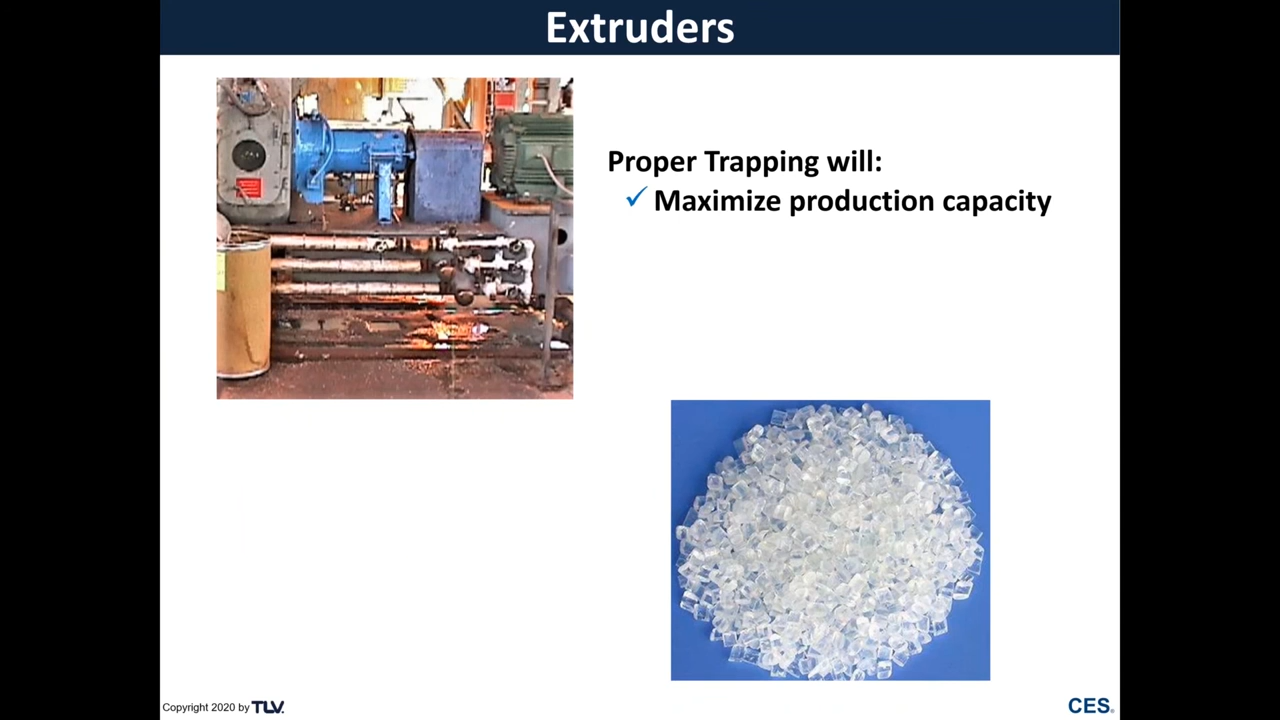 Extruders
Proper Trapping will:
✓ Maximize production capacity
Copyright 2020 by TLV.
CES®